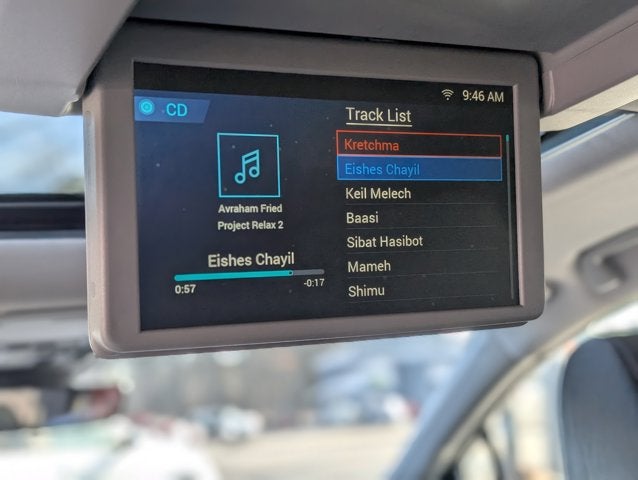 9:46 AM
CD
Avraham Fried
Project Relax 2
Eishes Chayil
0:57
-0:17
Track List
Kretchma
Eishes Chayil
Keil Melech
Baasi
Sibat Hasibot
Mameh
Shimu